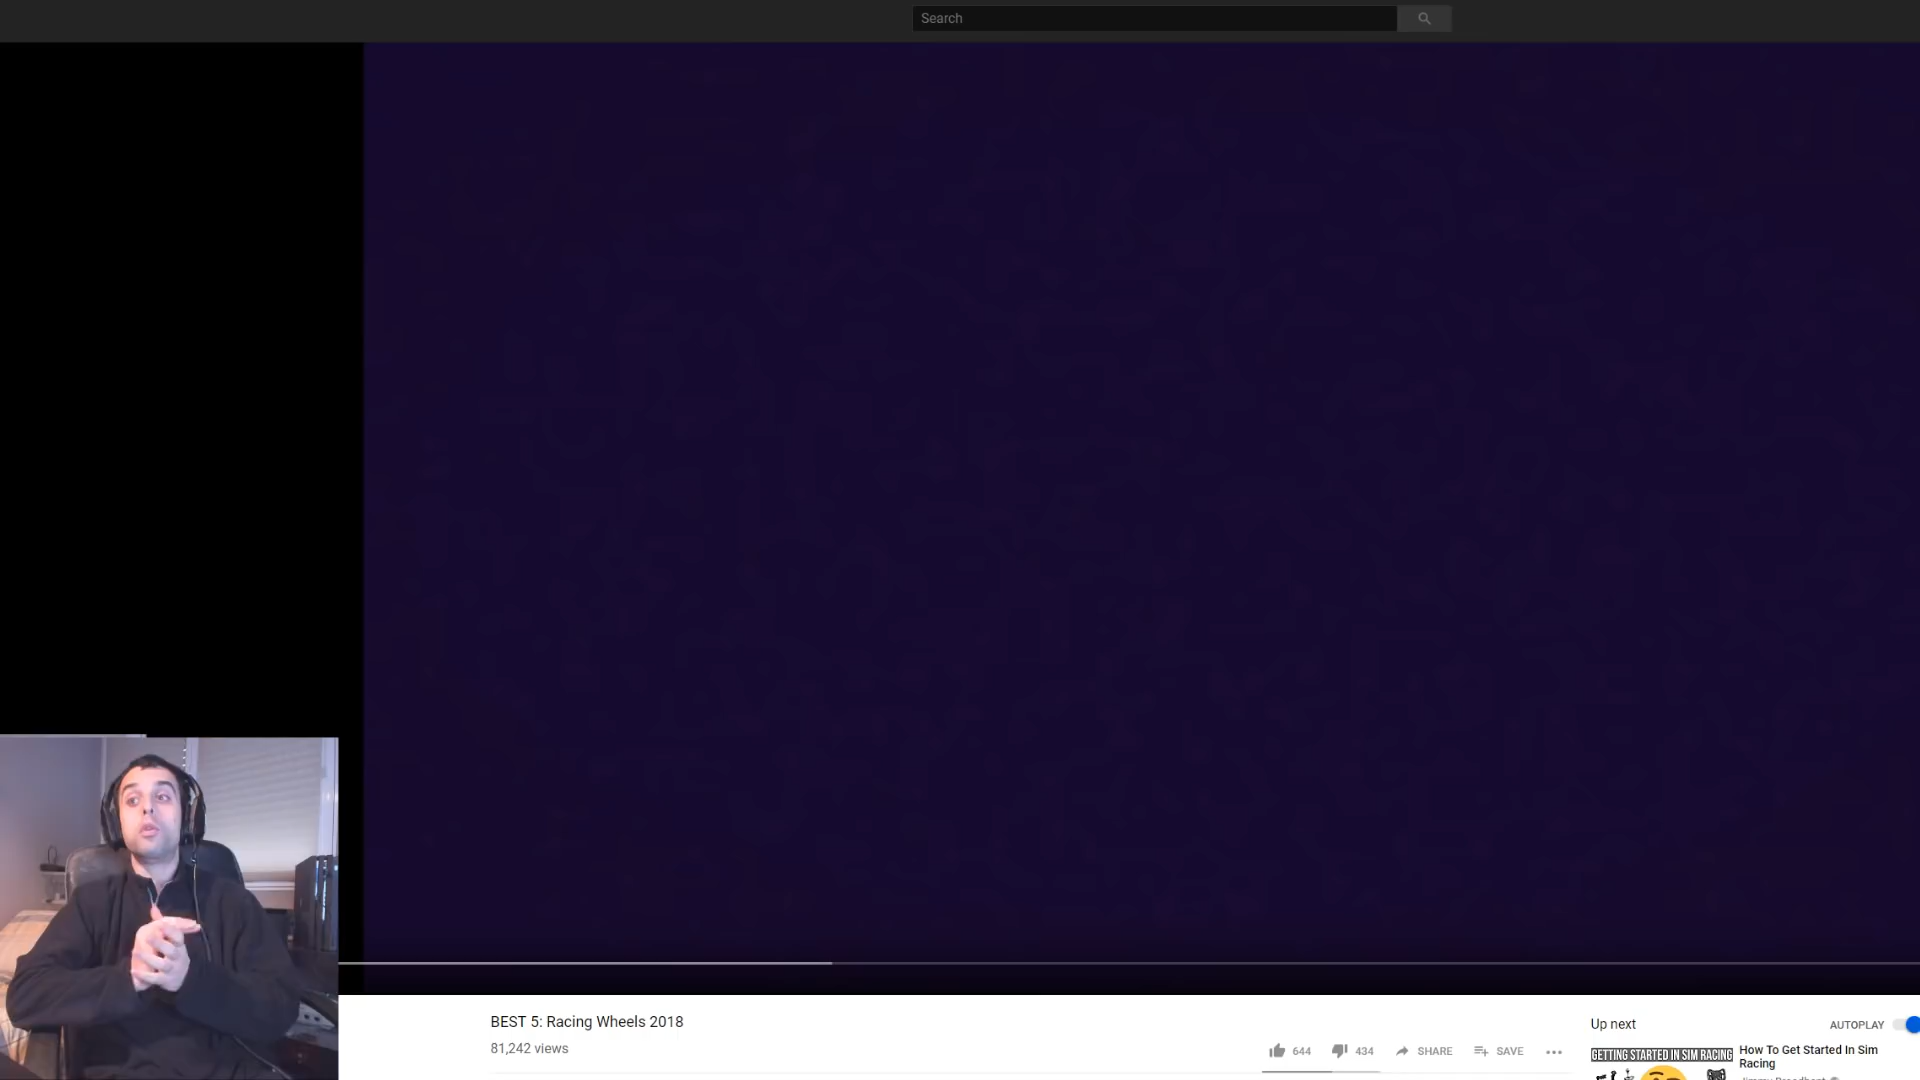 Search
BEST 5: Racing Wheels 2018
81,242 views
644
434
SHARE
SAVE
Up next
AUTOPLAY
GETTING STARTED IN SIM RACING
How To Get Started In Sim
Racing